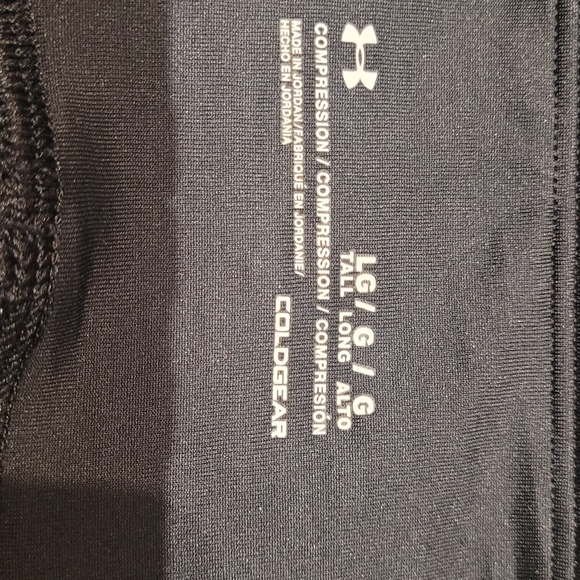 LG / G / G
TALL LONG ALTO
COMPRESSION / COMPRESSION / COMPRESIÓN
MADE IN JORDAN/FABRIQUÉ EN JORDANIE/
HECHO EN JORDANIA
COLDGEAR